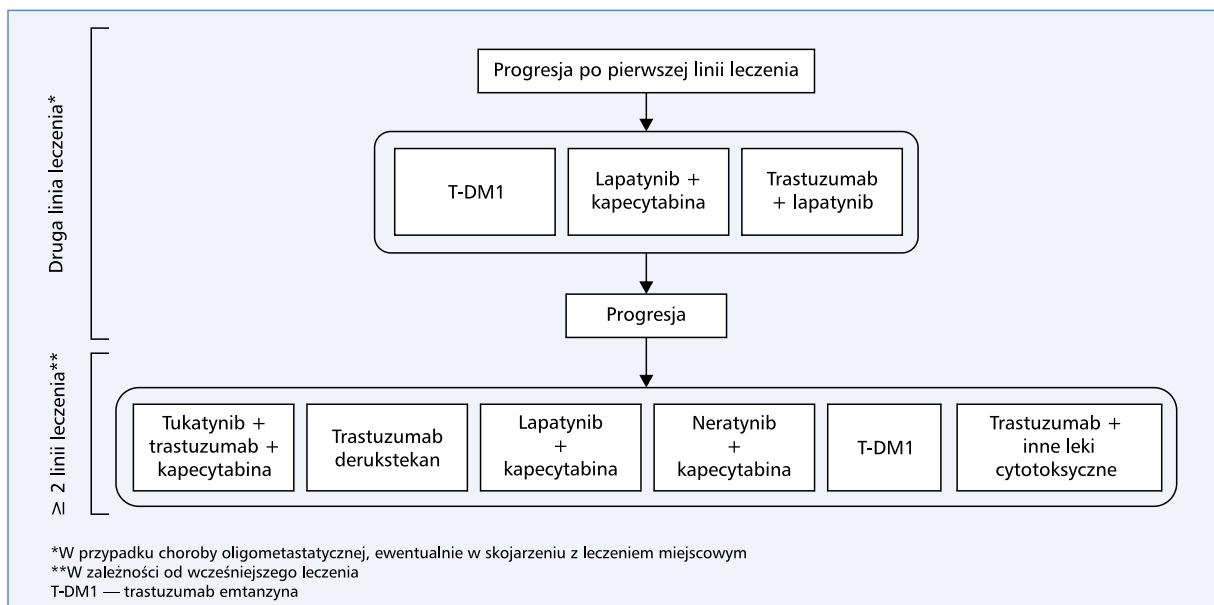 Druga linia leczenia*
Progresja po pierwszej linii leczenia
T-DM1
Lapatynib +
kapecytabina
Trastuzumab
+ lapatynib
Progresja
≥ 2 linii leczenia**
Tukatynib +
trastuzumab +
kapecytabina
Trastuzumab
derukstekan
Lapatynib
+
kapecytabina
Neratynib
+
kapecytabina
T-DM1
Trastuzumab +
inne leki
cytotoksyczne
*W przypadku choroby oligometastatycznej, ewentualnie w skojarzeniu z leczeniem miejscowym
**W zależności od wcześniejszego leczenia
T-DM1 — trastuzumab emtanzyna